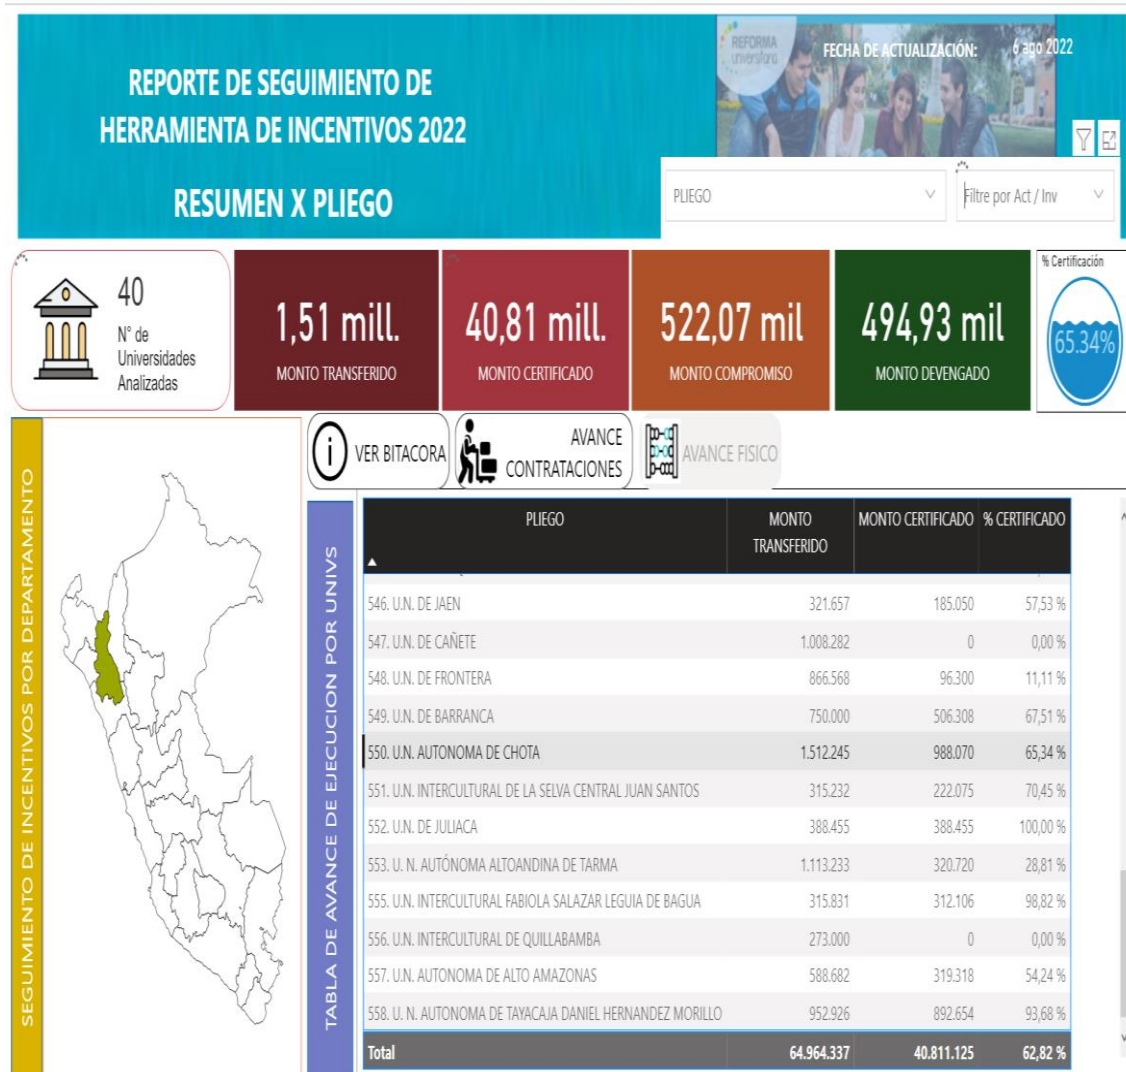 REFORMA
universitaria
FECHA DE ACTUALIZACIÓN: 6 ago 2022
REPORTE DE SEGUIMIENTO DE
HERRAMIENTA DE INCENTIVOS 2022
RESUMEN X PLIEGO
PLIEGO
Filtre por Act / Inv
40
N° de
Universidades
Analizadas
1,51 mill.
MONTO TRANSFERIDO
40,81 mill.
MONTO CERTIFICADO
522,07 mil
MONTO COMPROMISO
494,93 mil
MONTO DEVENGADO
% Certificación
65.34%
VER BITACORA
AVANCE
CONTRATACIONES
AVANCE FISICO
SEGUIMIENTO DE INCENTIVOS POR DEPARTAMENTO
TABLA DE AVANCE DE EJECUCION POR UNIVS
PLIEGO MONTO TRANSFERIDO MONTO CERTIFICADO % CERTIFICADO
546. U.N. DE JAEN 321.657 185.050 57,53 %
547. U.N. DE CAÑETE 1.008.282 0 0,00 %
548. U.N. DE FRONTERA 866.568 96.300 11,11 %
549. U.N. DE BARRANCA 750.000 506.308 67,51 %
550. U.N. AUTONOMA DE CHOTA 1.512.245 988.070 65,34 %
551. U.N. INTERCULTURAL DE LA SELVA CENTRAL JUAN SANTOS 315.232 222.075 70,45 %
552. U.N. DE JULIACA 388.455 388.455 100,00 %
553. U. N. AUTÓNOMA ALTOANDINA DE TARMA 1.113.233 320.720 28,81 %
555. U.N. INTERCULTURAL FABIOLA SALAZAR LEGUIA DE BAGUA 315.831 312.106 98,82 %
556. U.N. INTERCULTURAL DE QUILLABAMBA 273.000 0 0,00 %
557. U.N. AUTONOMA DE ALTO AMAZONAS 588.682 319.318 54,24 %
558. U. N. AUTONOMA DE TAYACAJA DANIEL HERNANDEZ MORILLO 952.926 892.654 93,68 %
Total 64.964.337 40.811.125 62,82 %